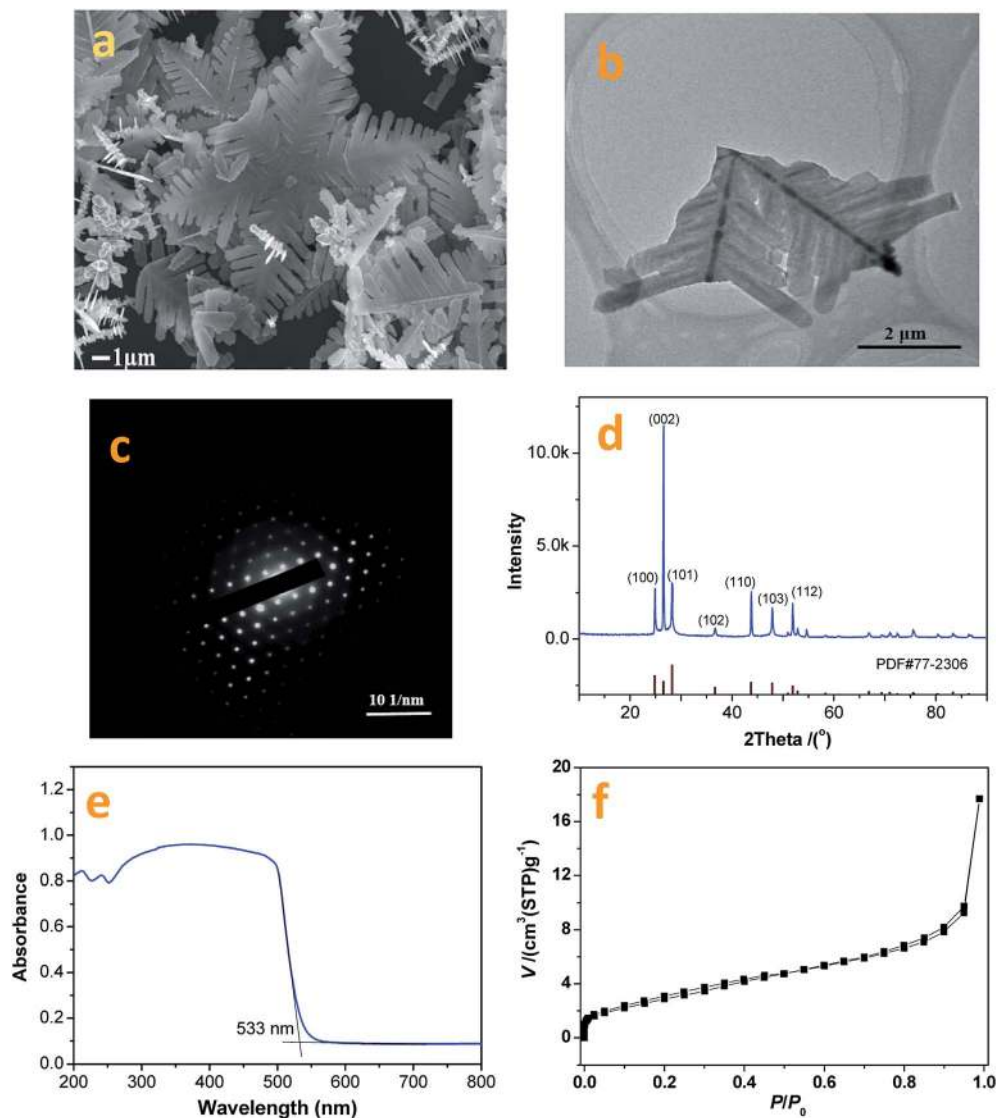 a
1μm
b
2 μm
c
10 1/nm
d
10.0k
5.0k
0.0
Intensity
(100)
(002)
(101)
(102)
(110)
(103)
(112)
PDF#77-2306
20
40
60
80
2Theta /(°)
e
1.2
1.0
0.8
0.6
0.4
0.2
0.0
Absorbance
533 nm
200
300
400
500
600
700
800
Wavelength (nm)
f
20
16
12
8
4
0
V /(cm³(STP)g⁻¹)
0.0
0.2
0.4
0.6
0.8
1.0
P/P₀